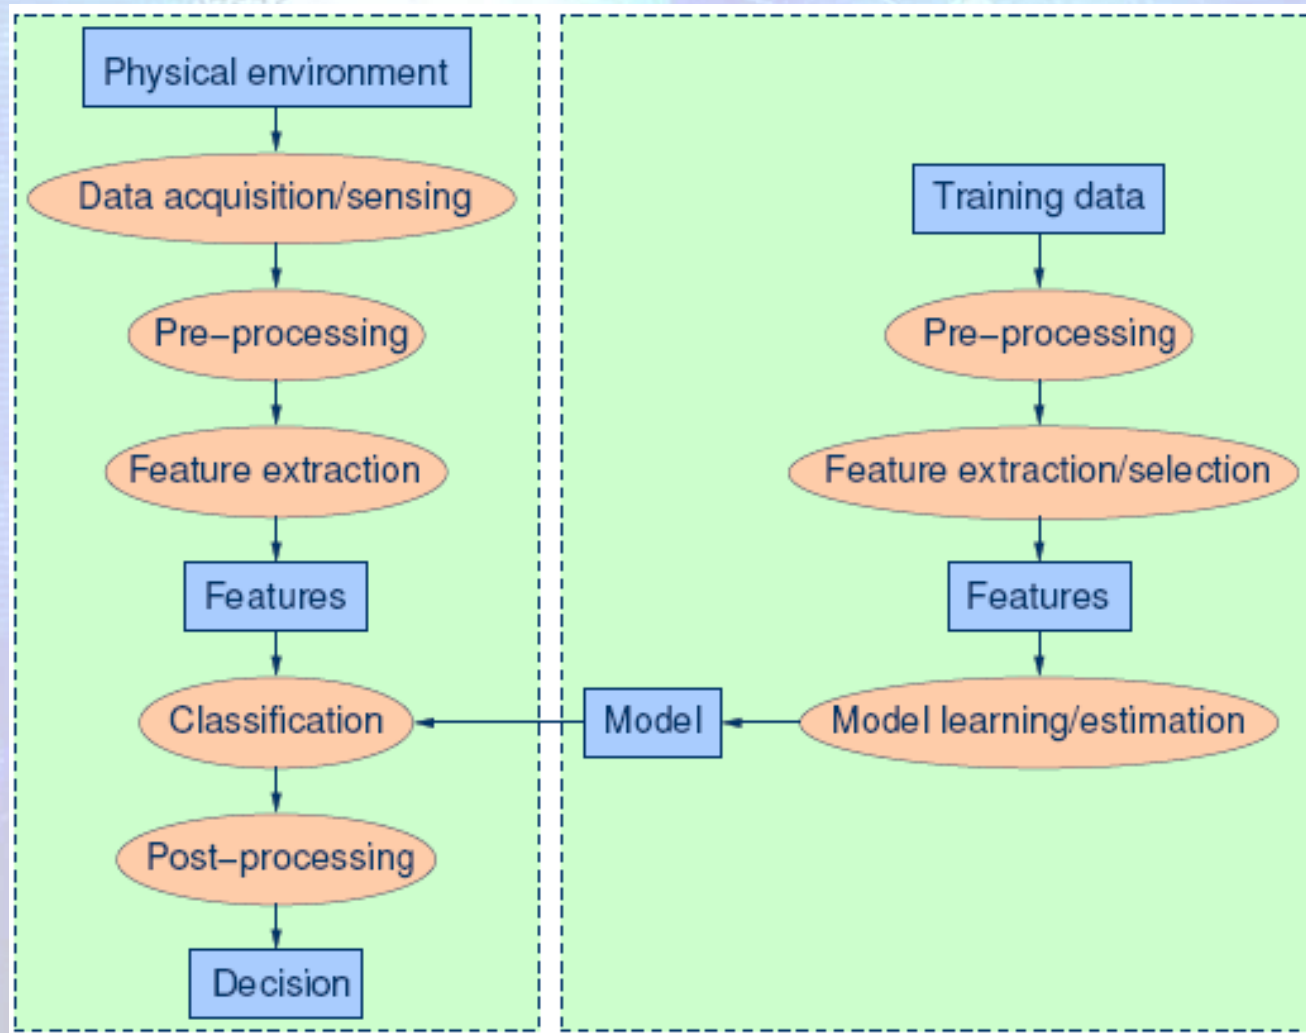 Physical environment
Data acquisition/sensing
Pre–processing
Feature extraction
Features
Classification
Post–processing
Decision
Training data
Pre–processing
Feature extraction/selection
Features
Model learning/estimation
Model